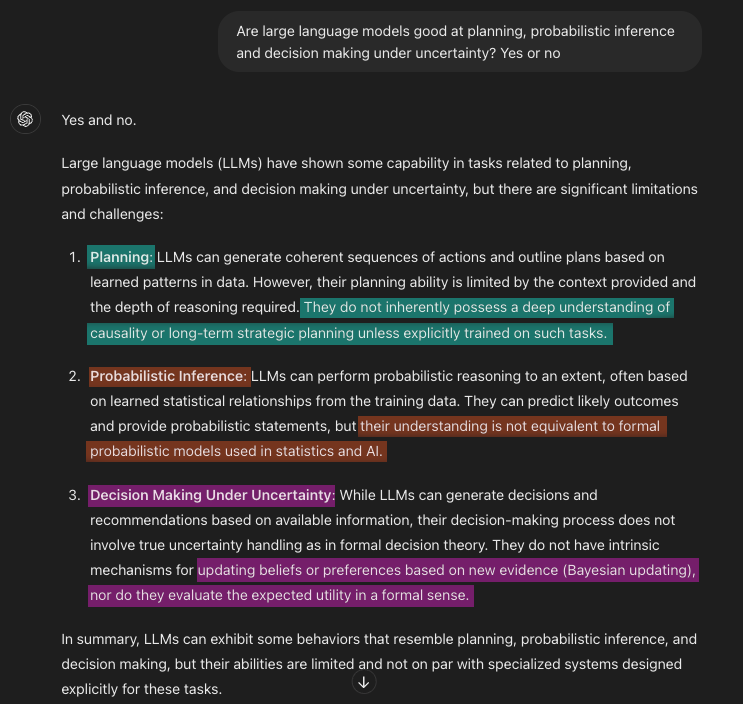 Are large language models good at planning, probabilistic inference
and decision making under uncertainty? Yes or no
Yes and no.
Large language models (LLMs) have shown some capability in tasks related to planning,
probabilistic inference, and decision making under uncertainty, but there are significant limitations
and challenges:
1. Planning: LLMs can generate coherent sequences of actions and outline plans based on
learned patterns in data. However, their planning ability is limited by the context provided and
the depth of reasoning required. They do not inherently possess a deep understanding of
causality or long-term strategic planning unless explicitly trained on such tasks.
2. Probabilistic Inference: LLMs can perform probabilistic reasoning to an extent, often based
on learned statistical relationships from the training data. They can predict likely outcomes
and provide probabilistic statements, but their understanding is not equivalent to formal
probabilistic models used in statistics and AI.
3. Decision Making Under Uncertainty: While LLMs can generate decisions and
recommendations based on available information, their decision-making process does not
involve true uncertainty handling as in formal decision theory. They do not have intrinsic
mechanisms for updating beliefs or preferences based on new evidence (Bayesian updating),
nor do they evaluate the expected utility in a formal sense.
In summary, LLMs can exhibit some behaviors that resemble planning, probabilistic inference, and
decision making, but their abilities are limited and not on par with specialized systems designed
explicitly for these tasks.